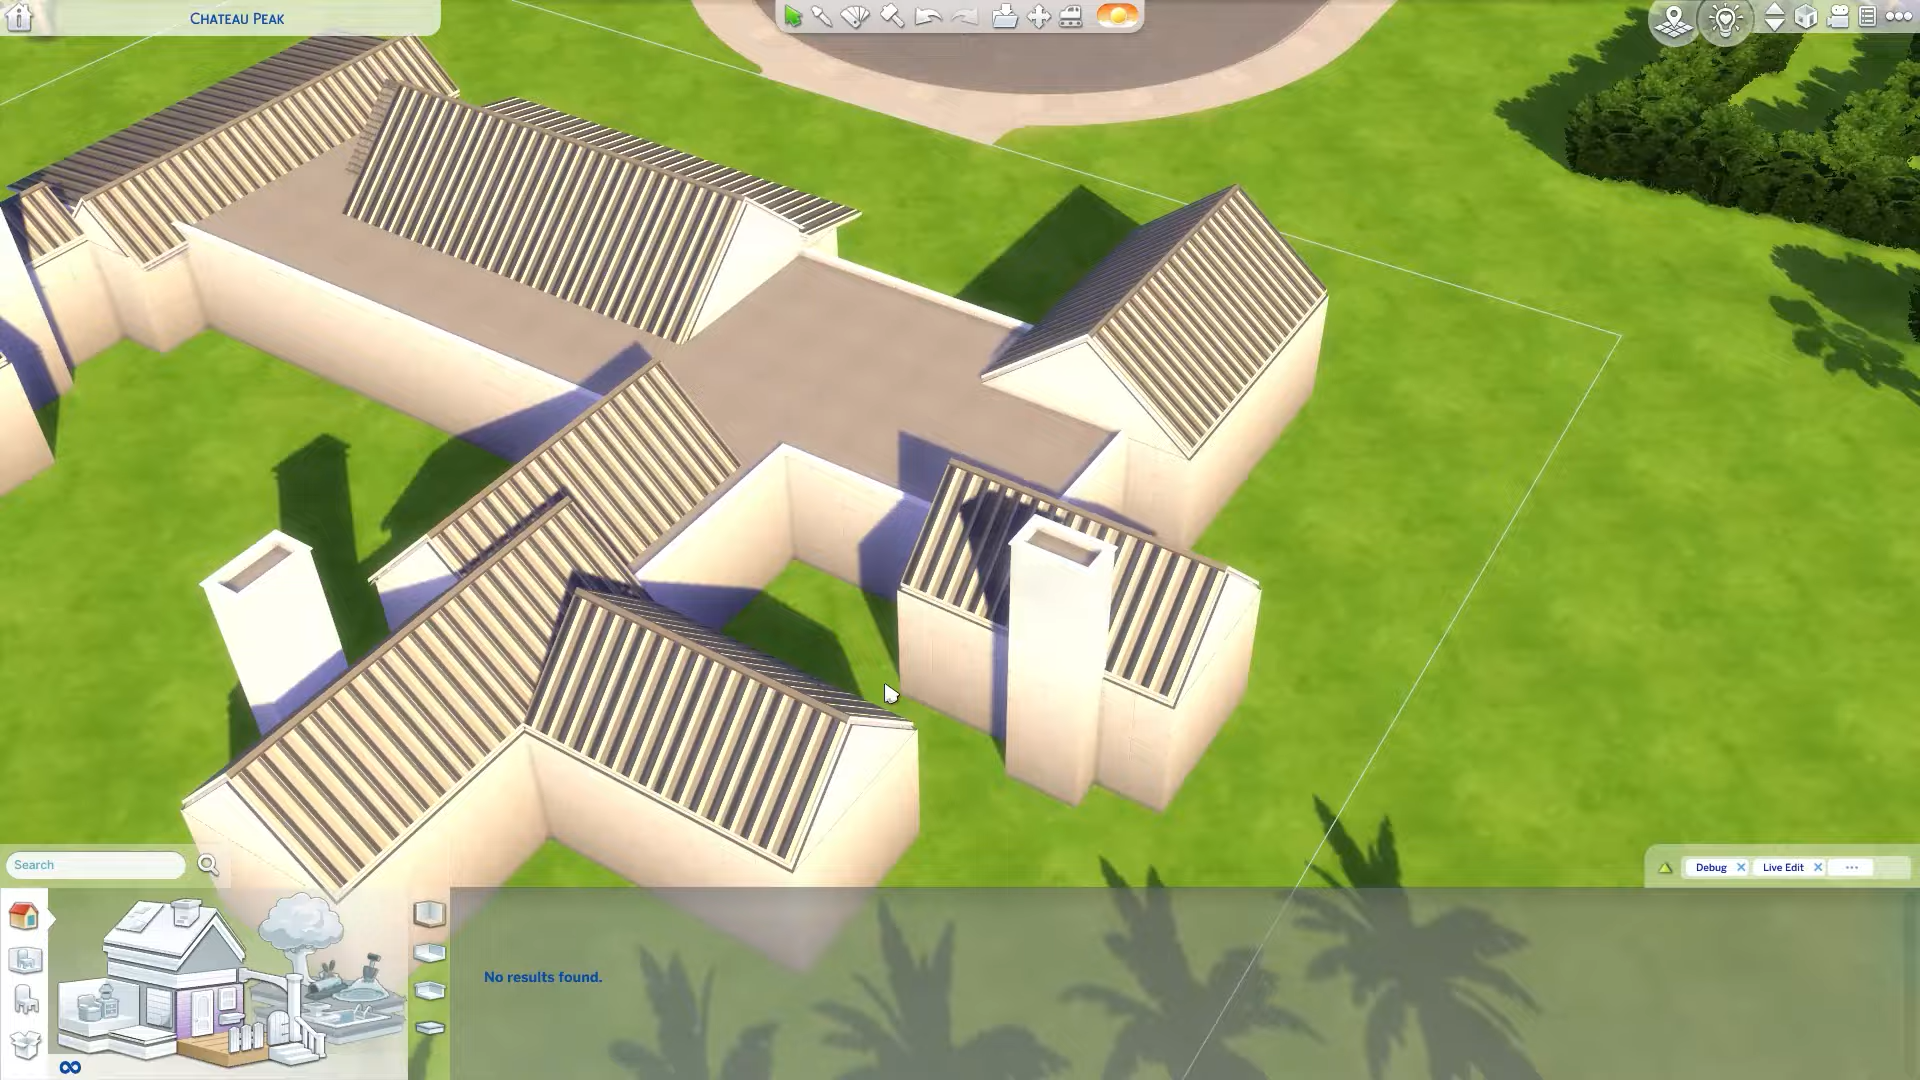 CHATEAU PEAK
Search
Debug
Live Edit
No results found.